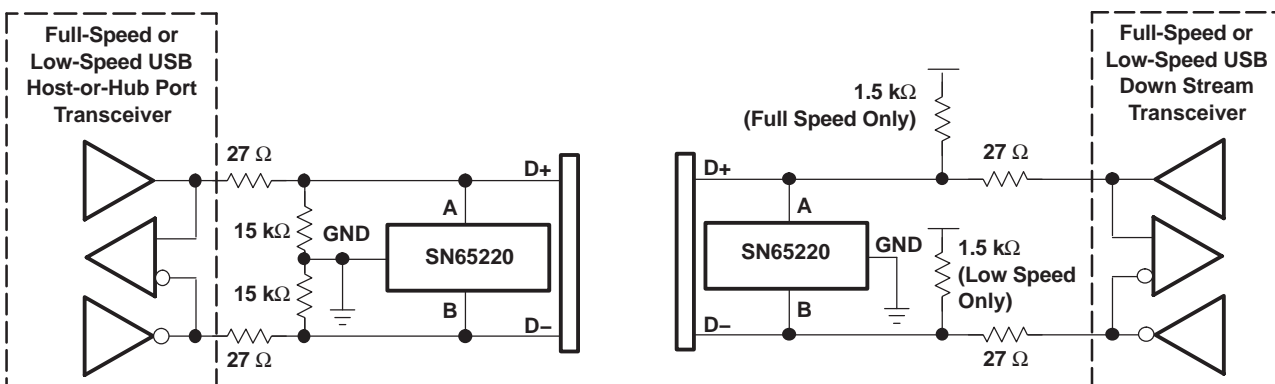 Full-Speed or
Low-Speed USB
Host-or-Hub Port
Transceiver
27 Ω
D+
A
15 kΩ
GND
SN65220
15 kΩ
B
D−
27 Ω
Full-Speed or
Low-Speed USB
Down Stream
Transceiver
1.5 kΩ
(Full Speed Only)
27 Ω
D+
A
SN65220
GND
1.5 kΩ
(Low Speed
Only)
B
D−
27 Ω